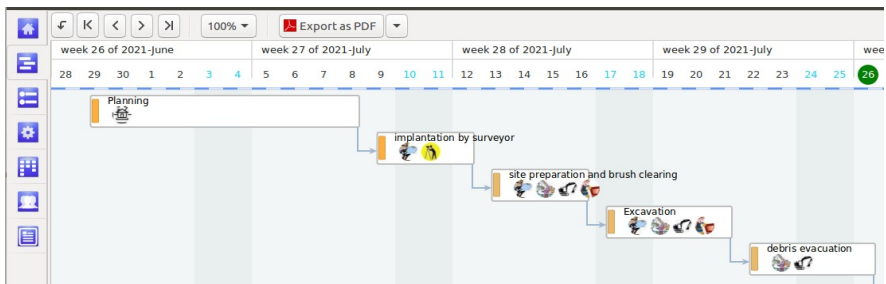 100%
Export as PDF
week 26 of 2021-June
week 27 of 2021-July
week 28 of 2021-July
week 29 of 2021-July
wee
28 29 30 1 2 3 4 5 6 7 8 9 10 11 12 13 14 15 16 17 18 19 20 21 22 23 24 25 26
Planning
implantation by surveyor
site preparation and brush clearing
Excavation
debris evacuation